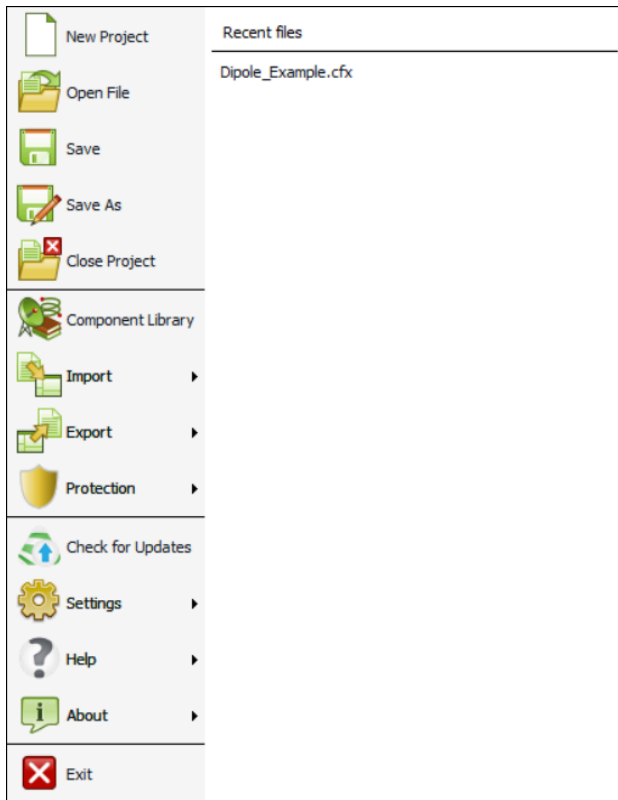 New Project
Open File
Save
Save As
Close Project
Component Library
Import
Export
Protection
Check for Updates
Settings
Help
About
Exit
Recent files
Dipole_Example.cfx